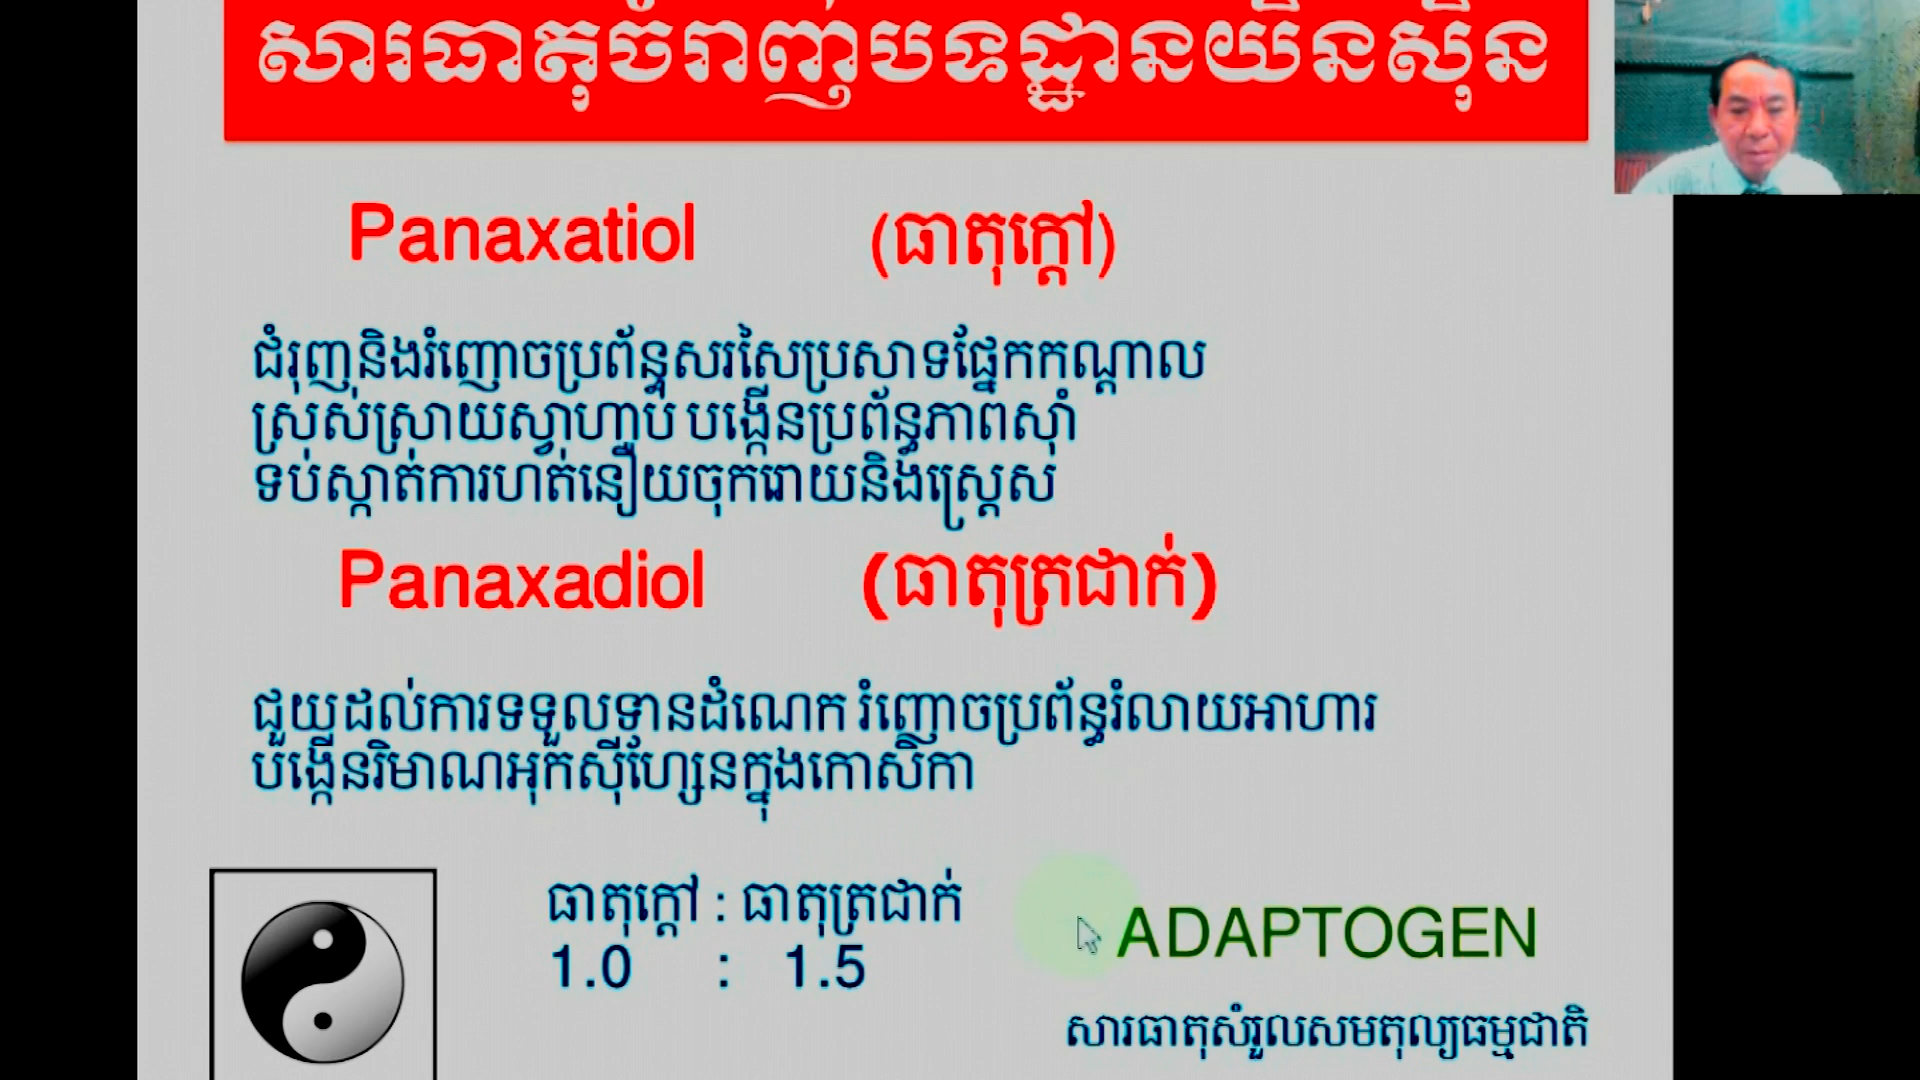 សារធាតុចំរាញ់បទដ្ឋានយិនស៊ិន
Panaxatiol (ធាតុក្ដៅ)
ជំរុញនិងរំញោចប្រព័ន្ធសរសៃប្រសាទផ្នែកកណ្ដាល
ស្រស់ស្រាយស្វាហាប់ បង្កើនប្រព័ន្ធភាពស៊ាំ
ទប់ស្កាត់ការហត់នឿយចុករោយនិងស្ត្រេស
Panaxadiol (ធាតុត្រជាក់)
ជួយដល់ការទទួលទានដំណេក រំញោចប្រព័ន្ធរំលាយអាហារ
បង្កើនរិមាណអុកស៊ីហ្សែនក្នុងកោសិកា
ធាតុក្ដៅ : ធាតុត្រជាក់
1.0 : 1.5
ADAPTOGEN
សារធាតុសំរួលសមតុល្យធម្មជាតិ